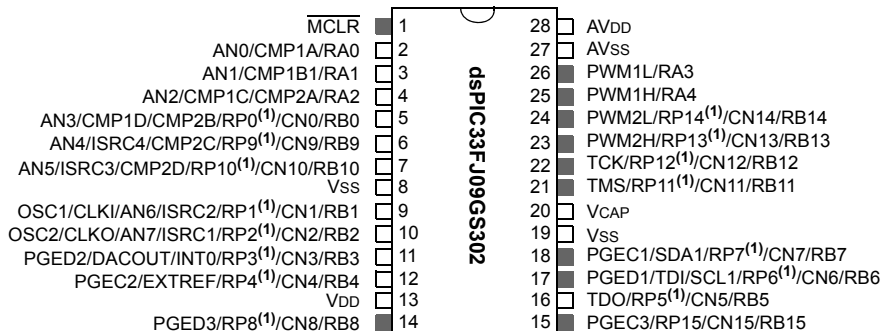 MCLR 1
AN0/CMP1A/RA0 2
AN1/CMP1B1/RA1 3
AN2/CMP1C/CMP2A/RA2 4
AN3/CMP1D/CMP2B/RP0(1)/CN0/RB0 5
AN4/ISRC4/CMP2C/RP9(1)/CN9/RB9 6
AN5/ISRC3/CMP2D/RP10(1)/CN10/RB10 7
VSS 8
OSC1/CLKI/AN6/ISRC2/RP1(1)/CN1/RB1 9
OSC2/CLKO/AN7/ISRC1/RP2(1)/CN2/RB2 10
PGED2/DACOUT/INT0/RP3(1)/CN3/RB3 11
PGEC2/EXTREF/RP4(1)/CN4/RB4 12
VDD 13
PGED3/RP8(1)/CN8/RB8 14
dsPIC33FJ09GS302
28 AVDD
27 AVSS
26 PWM1L/RA3
25 PWM1H/RA4
24 PWM2L/RP14(1)/CN14/RB14
23 PWM2H/RP13(1)/CN13/RB13
22 TCK/RP12(1)/CN12/RB12
21 TMS/RP11(1)/CN11/RB11
20 VCAP
19 VSS
18 PGEC1/SDA1/RP7(1)/CN7/RB7
17 PGED1/TDI/SCL1/RP6(1)/CN6/RB6
16 TDO/RP5(1)/CN5/RB5
15 PGEC3/RP15/CN15/RB15